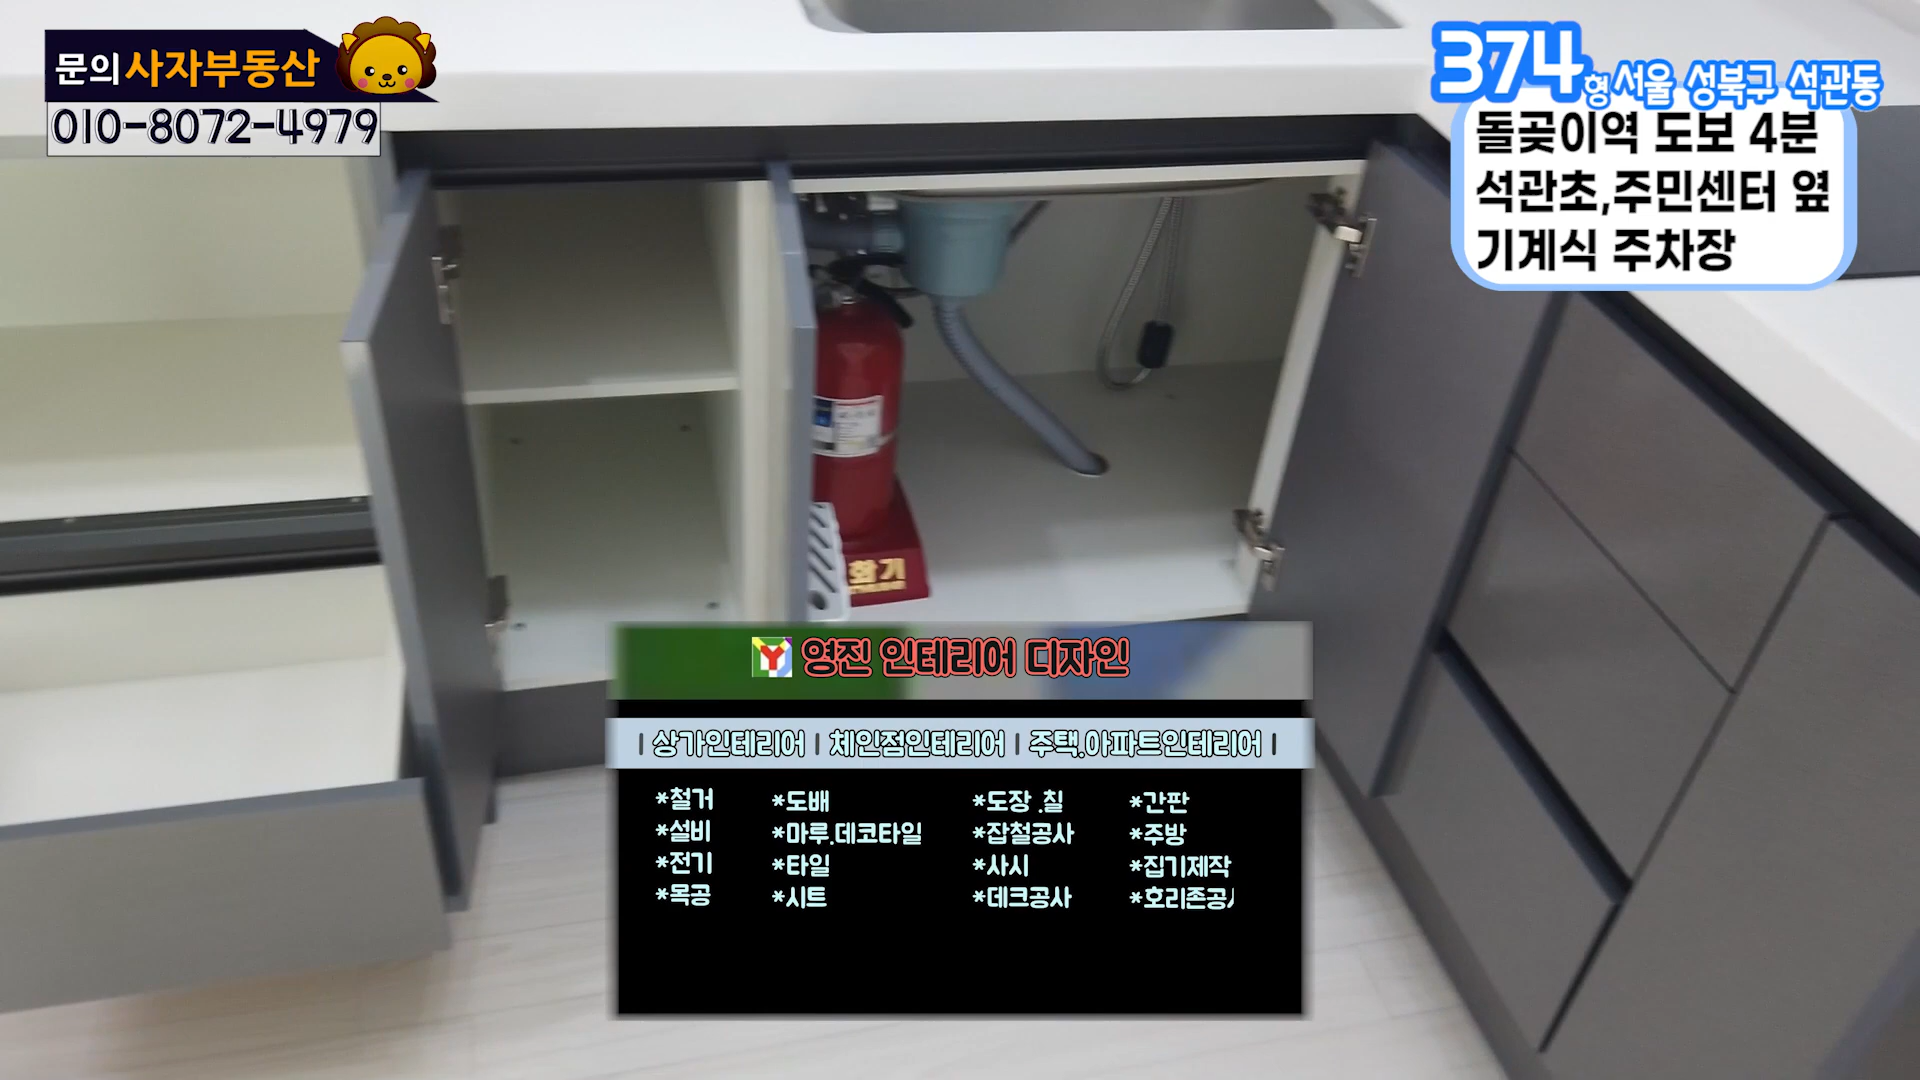 문의 사자부동산
010-8072-4979
374형 서울 성북구 석관동
돌곶이역 도보 4분
석관초,주민센터 옆
기계식 주차장
화기
Y 영진 인테리어 디자인
| 상가인테리어 | 체인점인테리어 | 주택.아파트인테리어 |
*철거 *도배 *도장 .칠 *간판
*설비 *마루.데코타일 *잡철공사 *주방
*전기 *타일 *사시 *집기제작
*목공 *시트 *데크공사 *호리존공